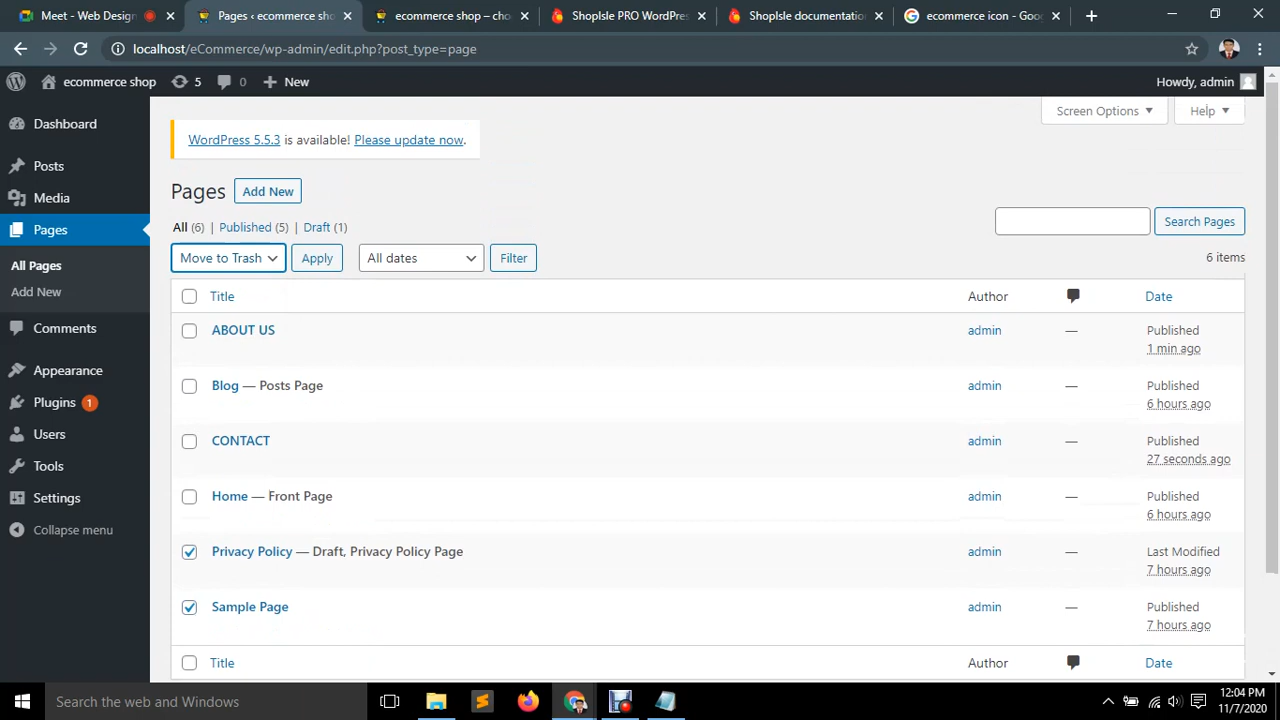 Meet - Web Design
Pages ‹ ecommerce sho
ecommerce shop – cho
ShopIsle PRO WordPres
ShopIsle documentatio
ecommerce icon - Goo
localhost/eCommerce/wp-admin/edit.php?post_type=page
ecommerce shop
5
0
New
Howdy, admin
Dashboard
Posts
Media
Pages
All Pages
Add New
Comments
Appearance
Plugins 1
Users
Tools
Settings
Collapse menu
Screen Options
Help
WordPress 5.5.3 is available! Please update now.
Pages Add New
All (6) | Published (5) | Draft (1)
Search Pages
Move to Trash Apply All dates Filter
6 items
Title Author Date
ABOUT US admin — Published
1 min ago
Blog — Posts Page admin — Published
6 hours ago
CONTACT admin — Published
27 seconds ago
Home — Front Page admin — Published
6 hours ago
Privacy Policy — Draft, Privacy Policy Page admin — Last Modified
7 hours ago
Sample Page admin — Published
7 hours ago
Title Author Date
Search the web and Windows
12:04 PM
11/7/2020